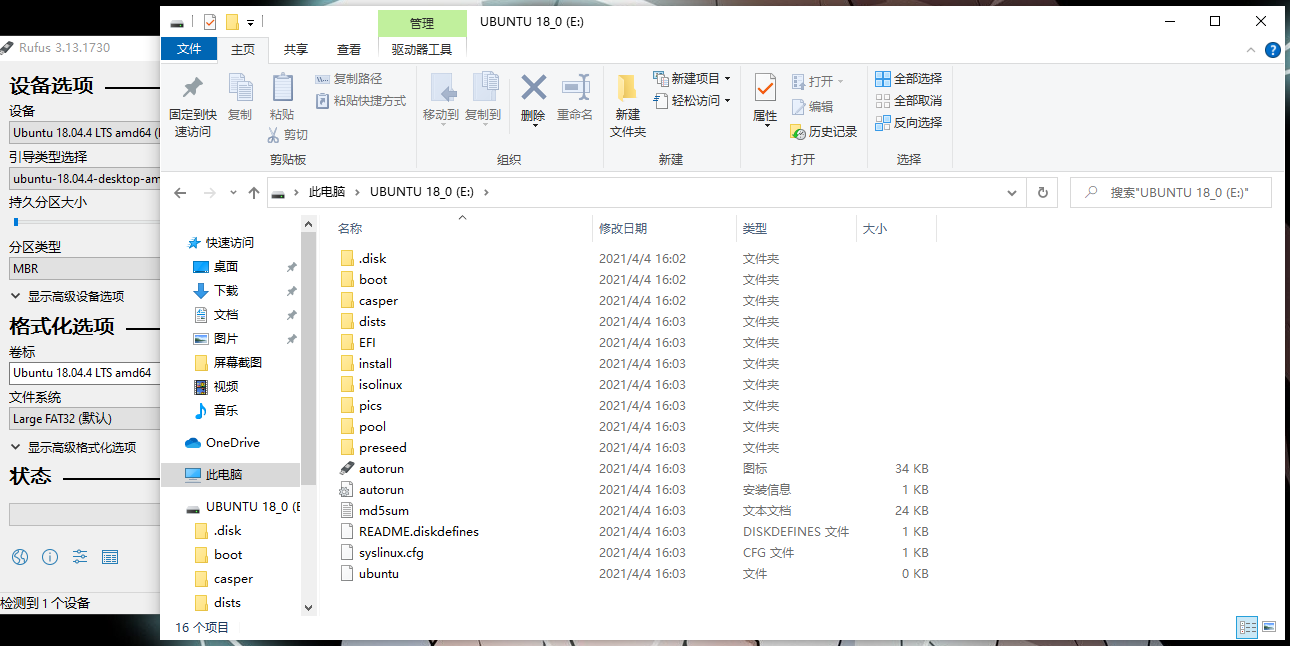 Rufus 3.13.1730
设备选项
设备
Ubuntu 18.04.4 LTS amd64 (
引导类型选择
ubuntu-18.04.4-desktop-am
持久分区大小
分区类型
MBR
显示高级设备选项
格式化选项
卷标
Ubuntu 18.04.4 LTS amd64
文件系统
Large FAT32 (默认)
显示高级格式化选项
状态
检测到 1 个设备
管理
UBUNTU 18_0 (E:)
文件
主页
共享
查看
驱动器工具
固定到快
速访问
复制
粘贴
复制路径
粘贴快捷方式
剪切
剪贴板
移动到
复制到
删除
重命名
组织
新建
文件夹
新建项目
轻松访问
新建
属性
打开
编辑
历史记录
打开
全部选择
全部取消
反向选择
选择
此电脑
UBUNTU 18_0 (E:)
搜索"UBUNTU 18_0 (E:)"
快速访问
桌面
下载
文档
图片
屏幕截图
视频
音乐
OneDrive
此电脑
UBUNTU 18_0 (E
.disk
boot
casper
dists
名称 修改日期 类型 大小
.disk 2021/4/4 16:02 文件夹
boot 2021/4/4 16:02 文件夹
casper 2021/4/4 16:02 文件夹
dists 2021/4/4 16:03 文件夹
EFI 2021/4/4 16:03 文件夹
install 2021/4/4 16:03 文件夹
isolinux 2021/4/4 16:03 文件夹
pics 2021/4/4 16:03 文件夹
pool 2021/4/4 16:03 文件夹
preseed 2021/4/4 16:03 文件夹
autorun 2021/4/4 16:03 图标 34 KB
autorun 2021/4/4 16:03 安装信息 1 KB
md5sum 2021/4/4 16:03 文本文档 24 KB
README.diskdefines 2021/4/4 16:03 DISKDEFINES 文件 1 KB
syslinux.cfg 2021/4/4 16:03 CFG 文件 1 KB
ubuntu 2021/4/4 16:03 文件 0 KB
16 个项目